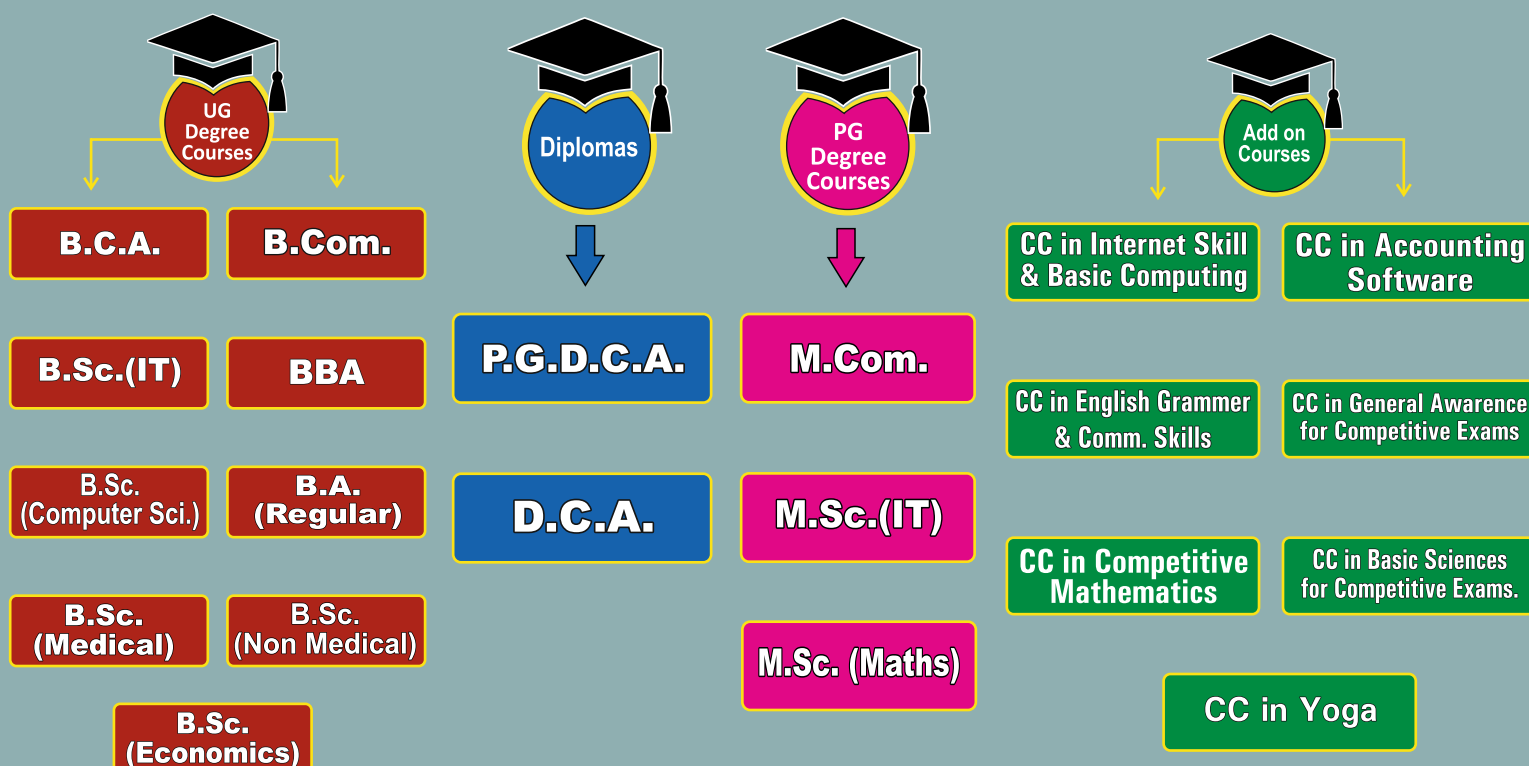 UG
Degree
Courses
B.C.A.
B.Com.
B.Sc.(IT)
BBA
B.Sc.
(Computer Sci.)
B.A.
(Regular)
B.Sc.
(Medical)
B.Sc.
(Non Medical)
B.Sc.
(Economics)
Diplomas
P.G.D.C.A.
D.C.A.
PG
Degree
Courses
M.Com.
M.Sc.(IT)
M.Sc. (Maths)
Add on
Courses
CC in Internet Skill
& Basic Computing
CC in Accounting
Software
CC in English Grammer
& Comm. Skills
CC in General Awarence
for Competitive Exams
CC in Competitive
Mathematics
CC in Basic Sciences
for Competitive Exams.
CC in Yoga